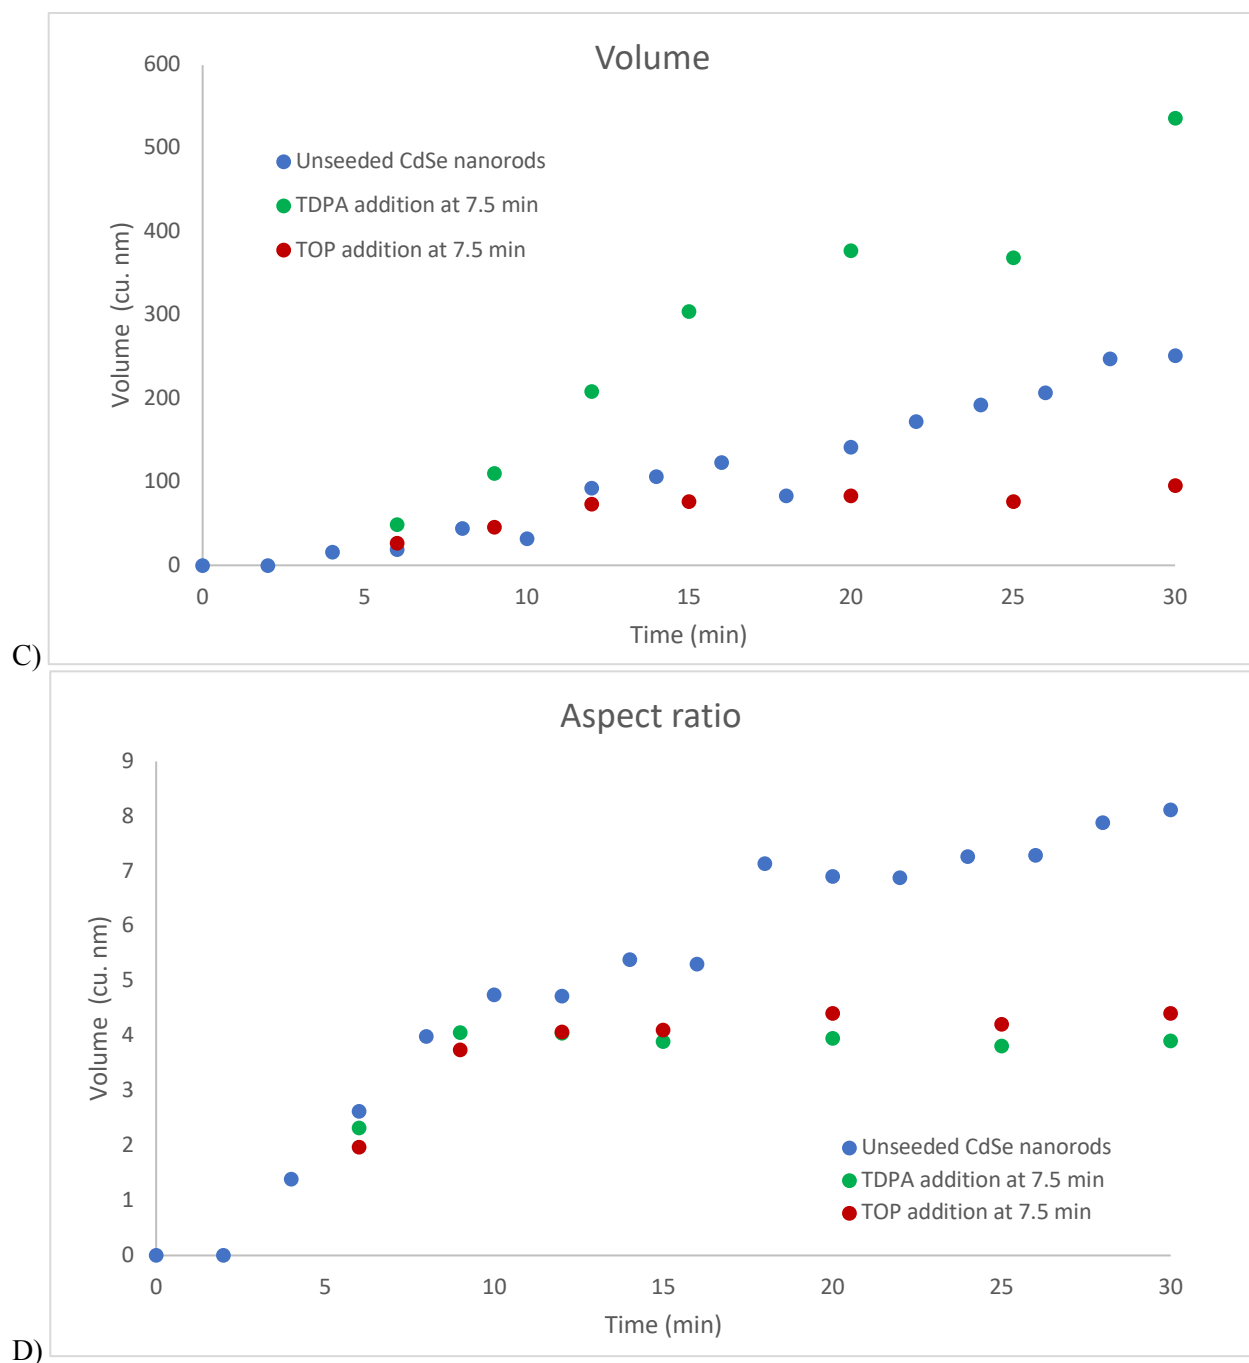 Volume
600
500
400
300
200
100
0
Volume (cu. nm)
Unseeded CdSe nanorods
TDPA addition at 7.5 min
TOP addition at 7.5 min
0 5 10 15 20 25 30
Time (min)
C)
Aspect ratio
9
8
7
6
5
4
3
2
1
0
Volume (cu. nm)
Unseeded CdSe nanorods
TDPA addition at 7.5 min
TOP addition at 7.5 min
0 5 10 15 20 25 30
Time (min)
D)